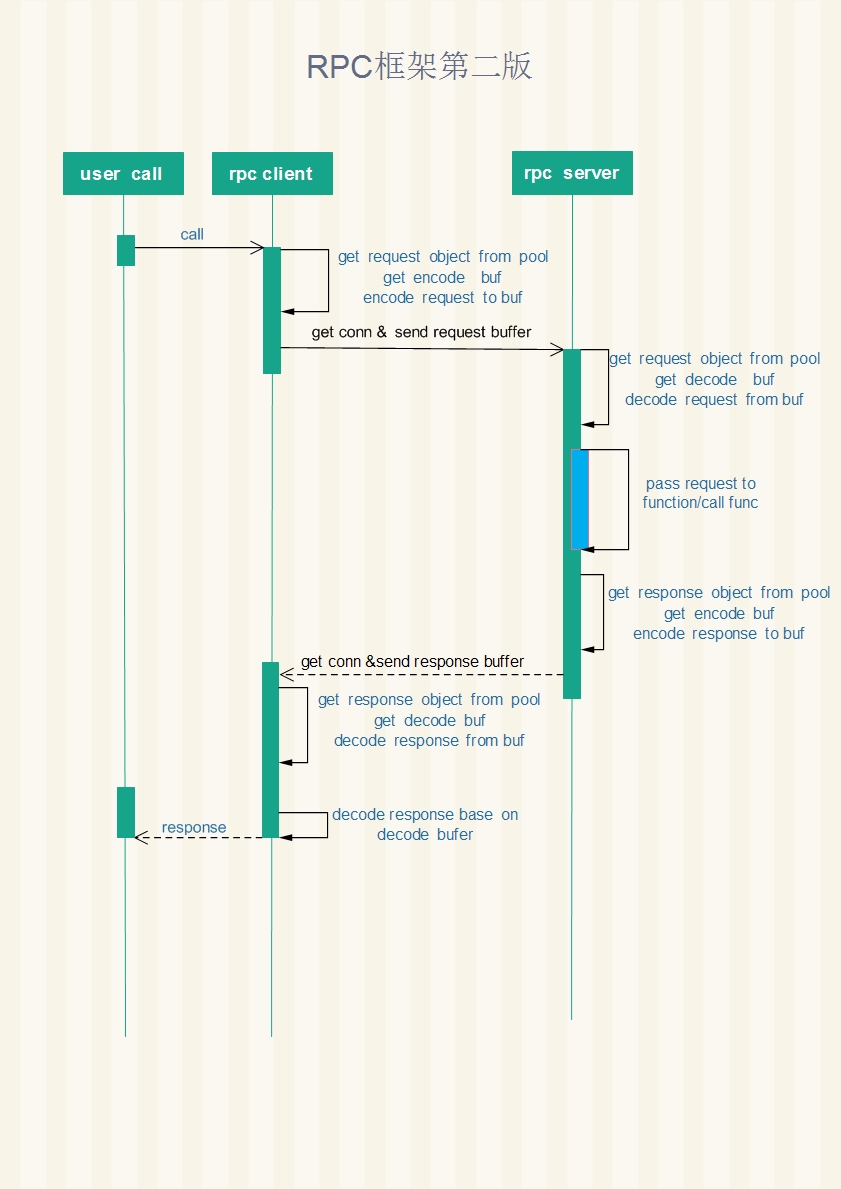 RPC框架第二版
user call
rpc client
rpc server
call
get request object from pool
get encode buf
encode request to buf
get conn & send request buffer
get request object from pool
get decode buf
decode request from buf
pass request to
function/call func
get response object from pool
get encode buf
encode response to buf
get conn &send response buffer
get response object from pool
get decode buf
decode response from buf
decode response base on
decode bufer
response